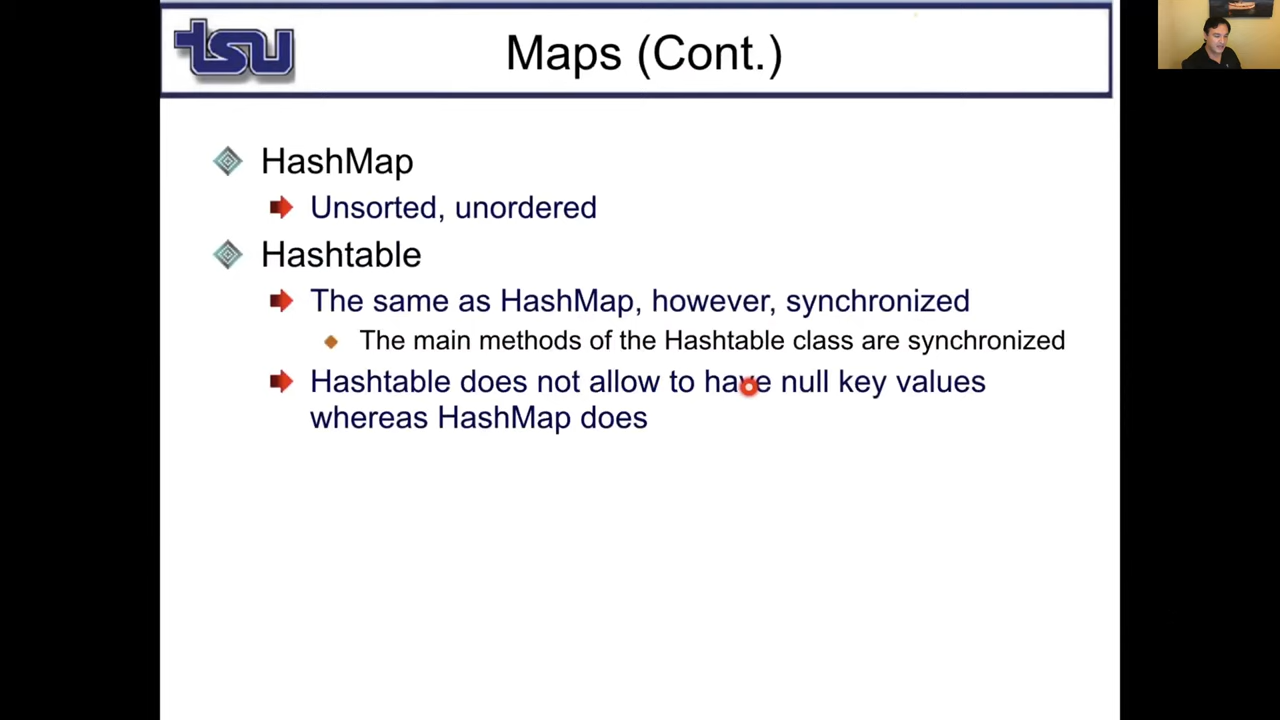 tsu
Maps (Cont.)
HashMap
Unsorted, unordered
Hashtable
The same as HashMap, however, synchronized
The main methods of the Hashtable class are synchronized
Hashtable does not allow to have null key values
whereas HashMap does